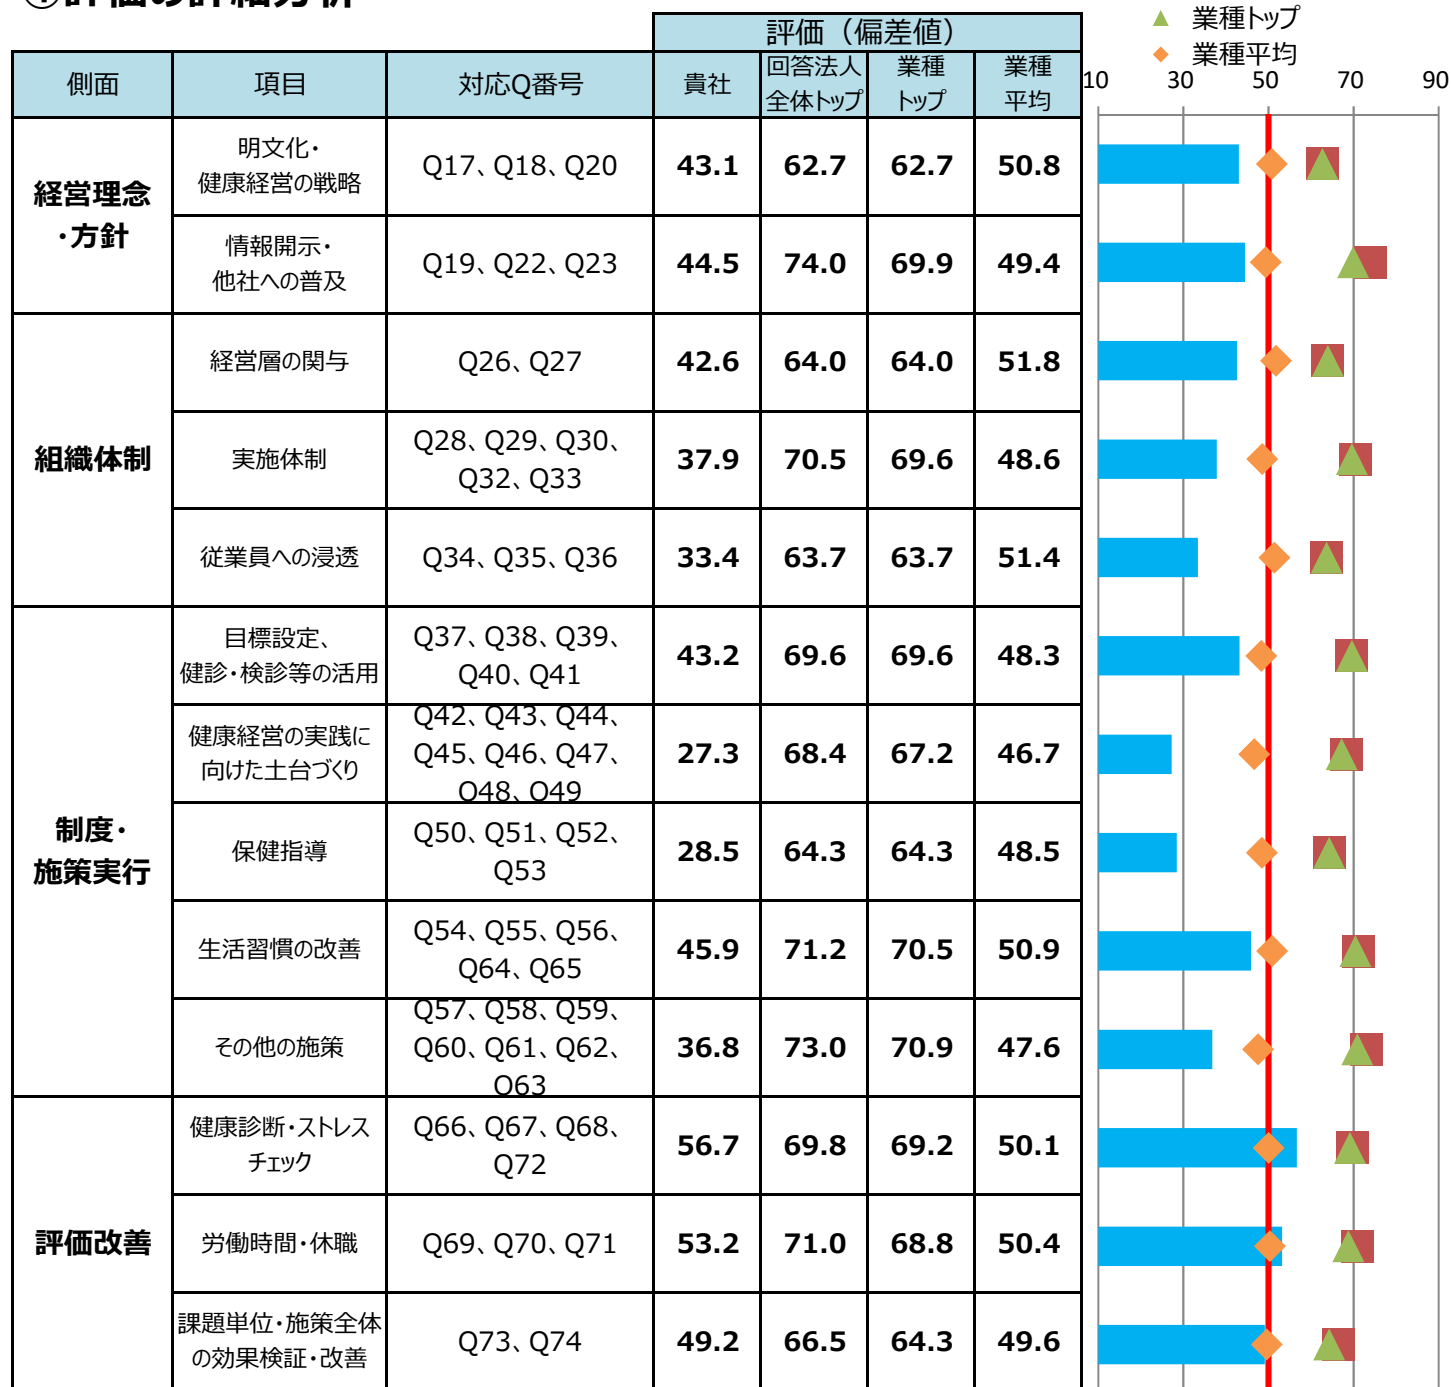 ①評価の詳細分析
業種トップ
業種平均
評価（偏差値）
側面 項目 対応Q番号 貴社 回答法人 業種 業種
全体トップ トップ 平均
10 30 50 70 90
経営理念
・方針
明文化・
健康経営の戦略
Q17、Q18、Q20 43.1 62.7 62.7 50.8
情報開示・
他社への普及
Q19、Q22、Q23 44.5 74.0 69.9 49.4
組織体制
経営層の関与 Q26、Q27 42.6 64.0 64.0 51.8
実施体制
Q28、Q29、Q30、
Q32、Q33
37.9 70.5 69.6 48.6
従業員への浸透 Q34、Q35、Q36 33.4 63.7 63.7 51.4
制度・
施策実行
目標設定、
健診・検診等の活用
Q37、Q38、Q39、
Q40、Q41
43.2 69.6 69.6 48.3
健康経営の実践に
向けた土台づくり
Q42、Q43、Q44、
Q45、Q46、Q47、
Q48、Q49
27.3 68.4 67.2 46.7
保健指導
Q50、Q51、Q52、
Q53
28.5 64.3 64.3 48.5
生活習慣の改善
Q54、Q55、Q56、
Q64、Q65
45.9 71.2 70.5 50.9
その他の施策
Q57、Q58、Q59、
Q60、Q61、Q62、
Q63
36.8 73.0 70.9 47.6
評価改善
健康診断・ストレス
チェック
Q66、Q67、Q68、
Q72
56.7 69.8 69.2 50.1
労働時間・休職 Q69、Q70、Q71 53.2 71.0 68.8 50.4
課題単位・施策全体
の効果検証・改善
Q73、Q74 49.2 66.5 64.3 49.6